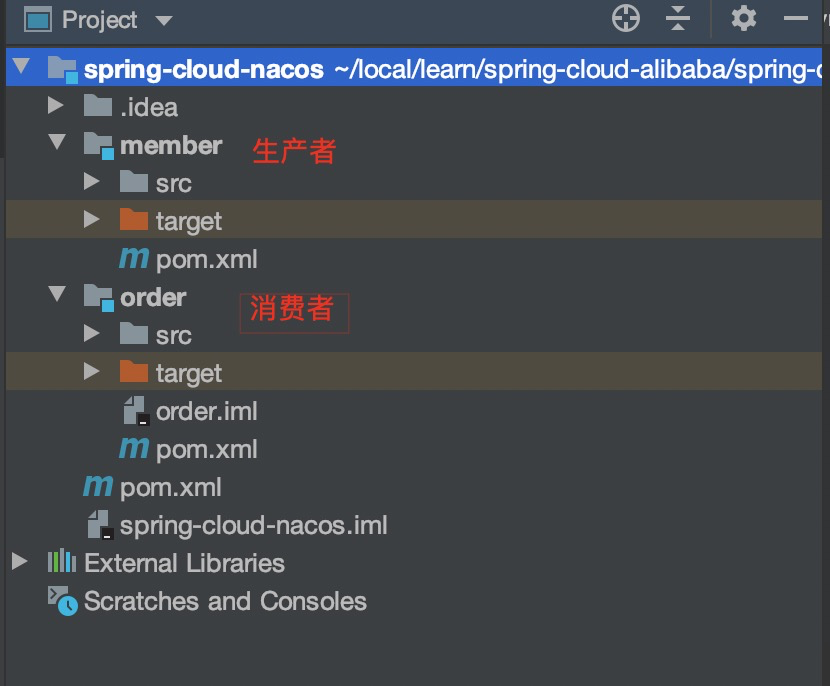 Project
spring-cloud-nacos ~/local/learn/spring-cloud-alibaba/spring-c
.idea
member 生产者
src
target
pom.xml
order 消费者
src
target
order.iml
pom.xml
pom.xml
spring-cloud-nacos.iml
External Libraries
Scratches and Consoles